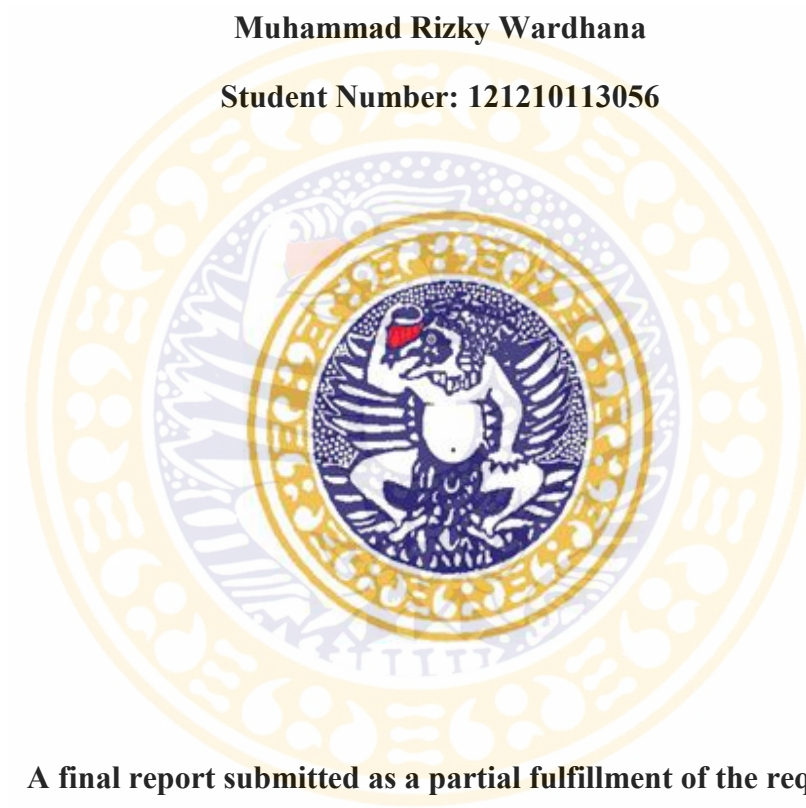 Muhammad Rizky Wardhana
Student Number: 121210113056
A final report submitted as a partial fulfillment of the req